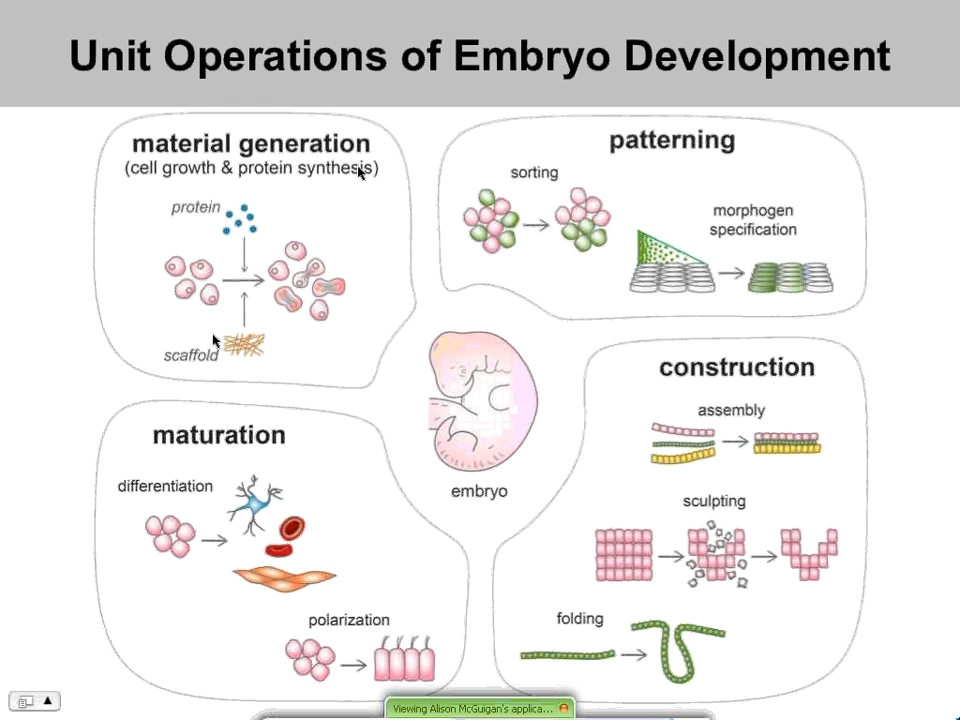 Unit Operations of Embryo Development
material generation
(cell growth & protein synthesis)
protein
scaffold
patterning
sorting
morphogen
specification
maturation
differentiation
polarization
embryo
construction
assembly
sculpting
folding
Viewing Alison McGuigan's applica...